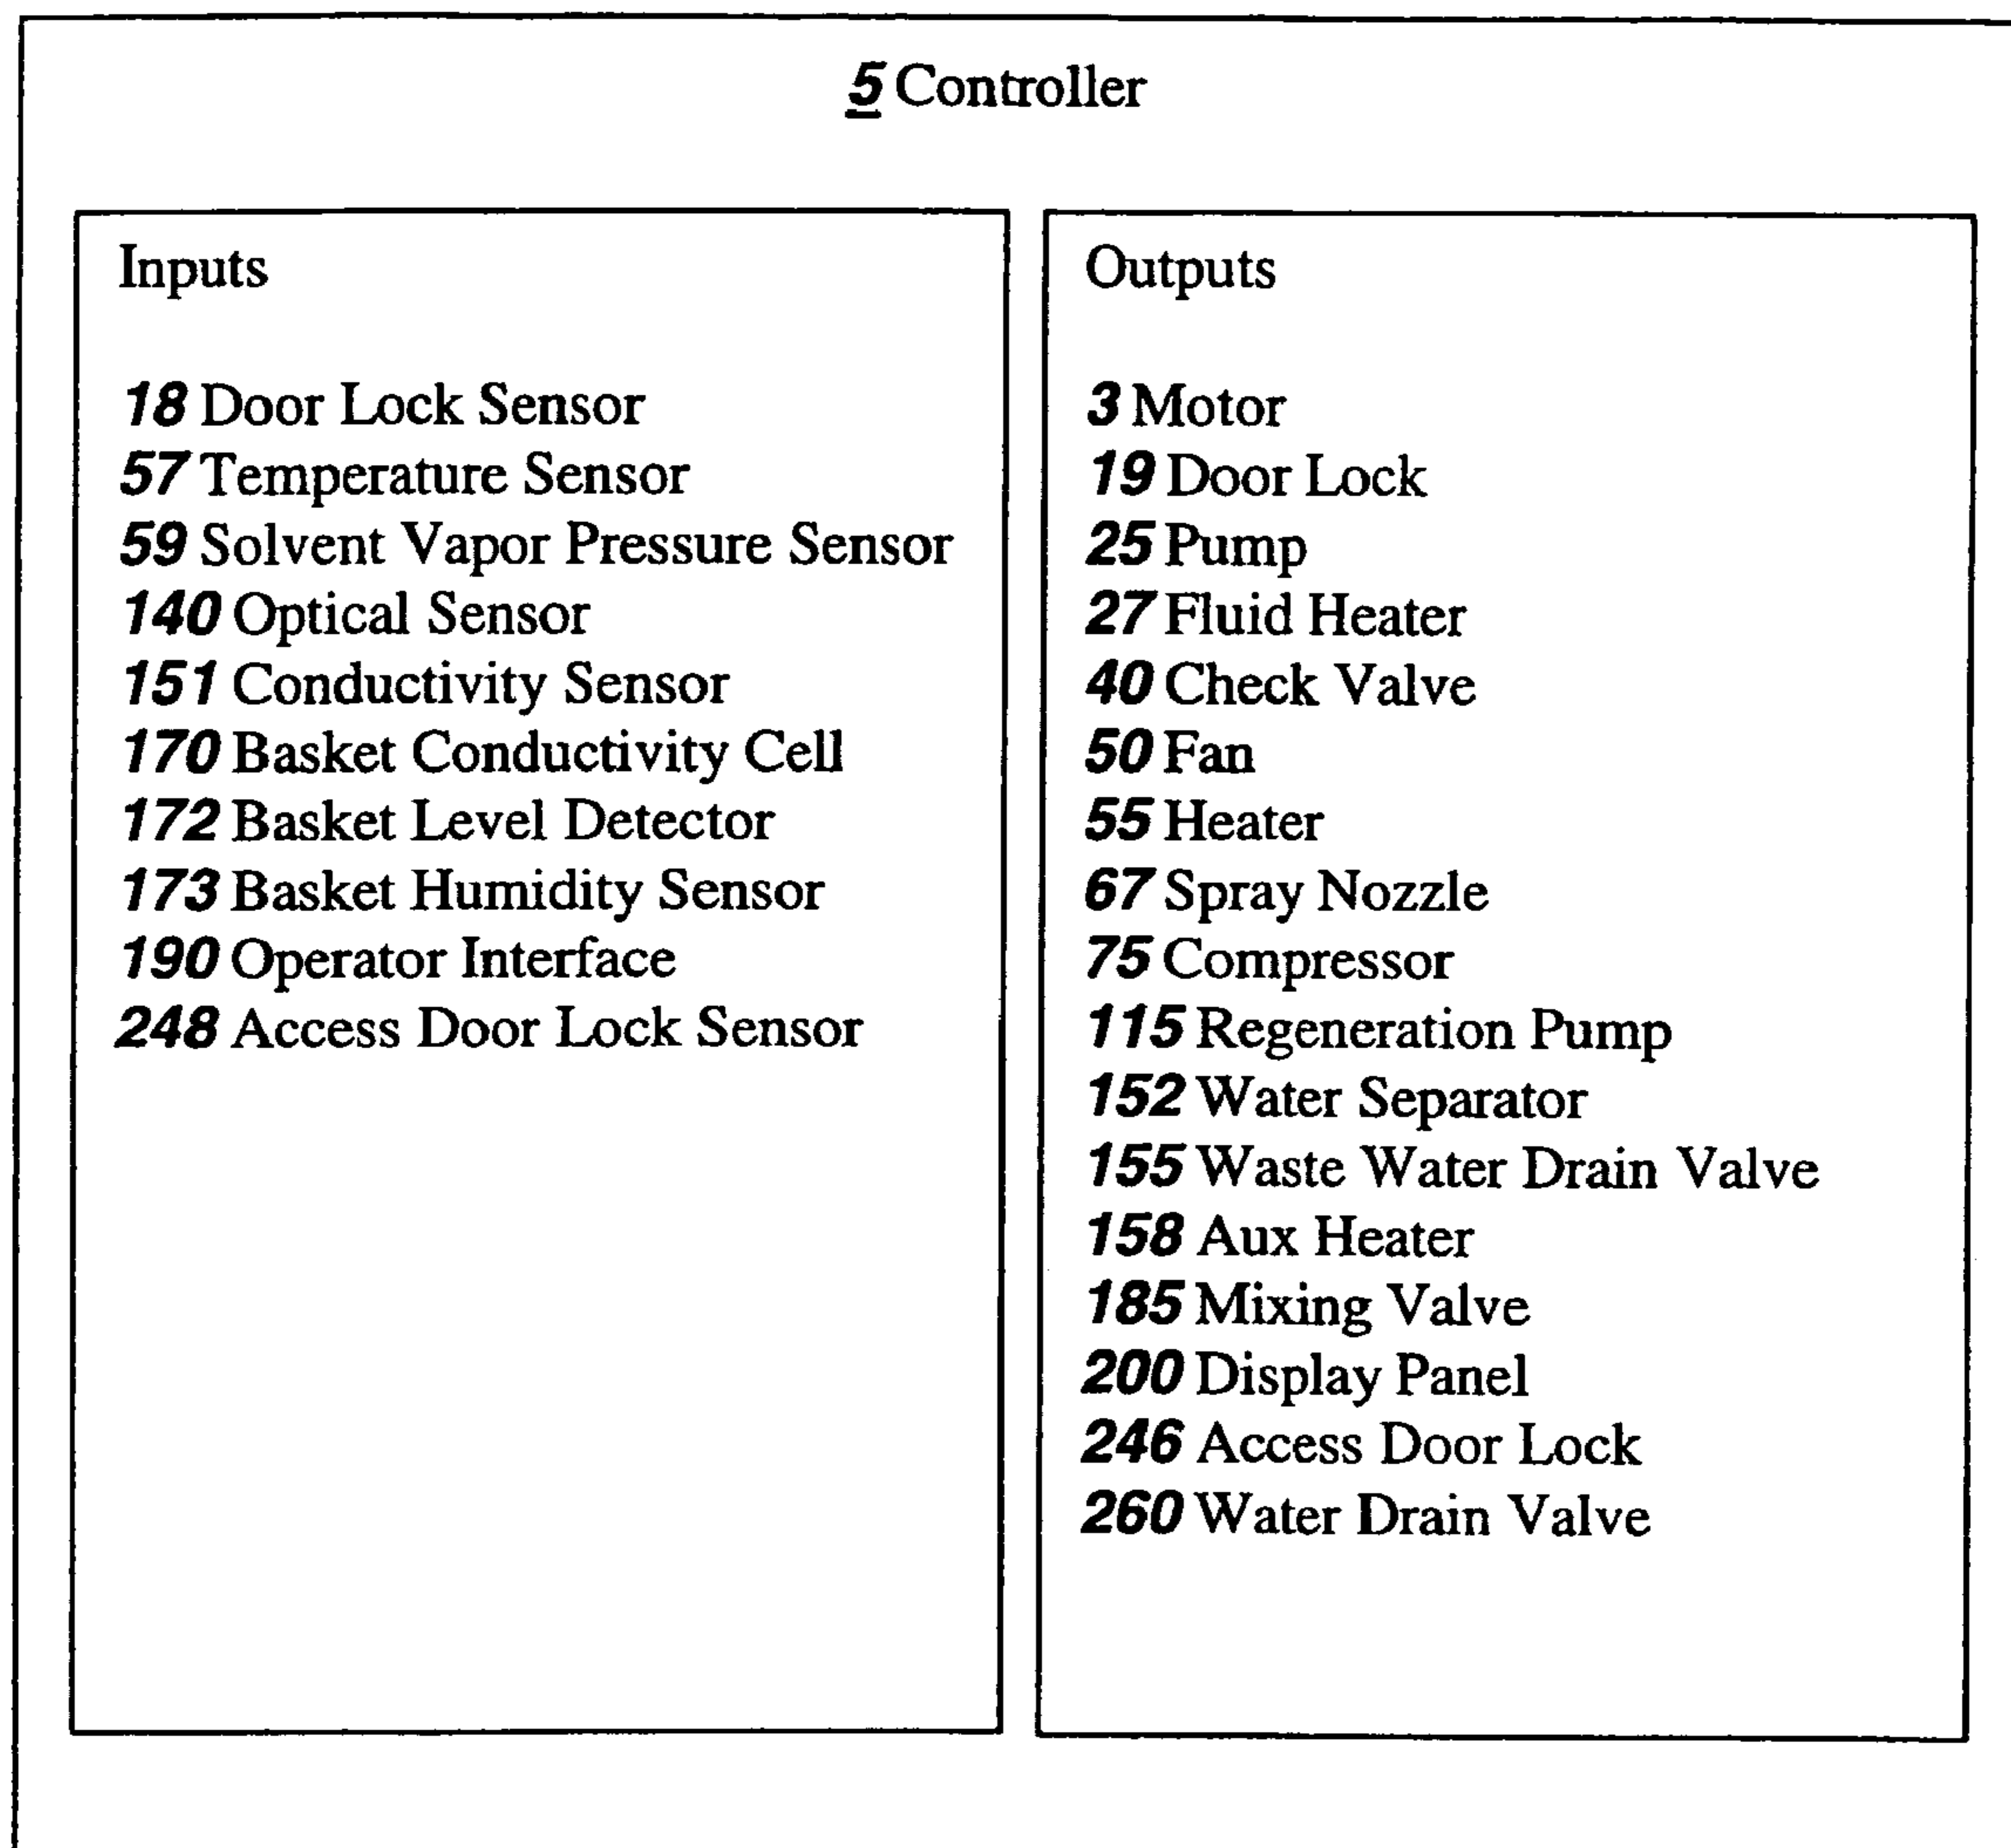 5 Controller
Inputs
18 Door Lock Sensor
57 Temperature Sensor
59 Solvent Vapor Pressure Sensor
140 Optical Sensor
151 Conductivity Sensor
170 Basket Conductivity Cell
172 Basket Level Detector
173 Basket Humidity Sensor
190 Operator Interface
248 Access Door Lock Sensor
Outputs
3 Motor
19 Door Lock
25 Pump
27 Fluid Heater
40 Check Valve
50 Fan
55 Heater
67 Spray Nozzle
75 Compressor
115 Regeneration Pump
152 Water Separator
155 Waste Water Drain Valve
158 Aux Heater
185 Mixing Valve
200 Display Panel
246 Access Door Lock
260 Water Drain Valve